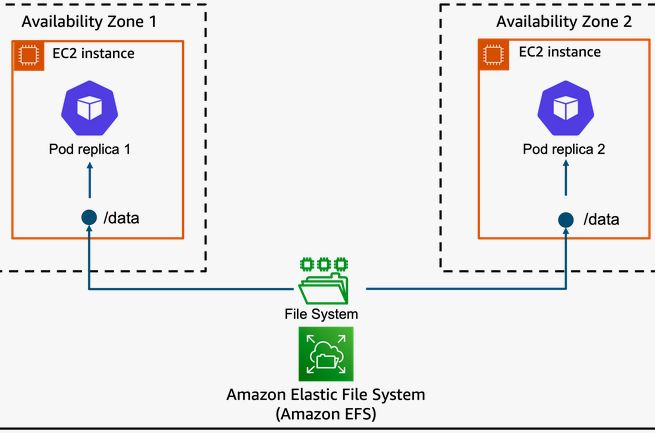 Availability Zone 1
EC2 instance
Pod replica 1
/data
Availability Zone 2
EC2 instance
Pod replica 2
/data
File System
Amazon Elastic File System
(Amazon EFS)